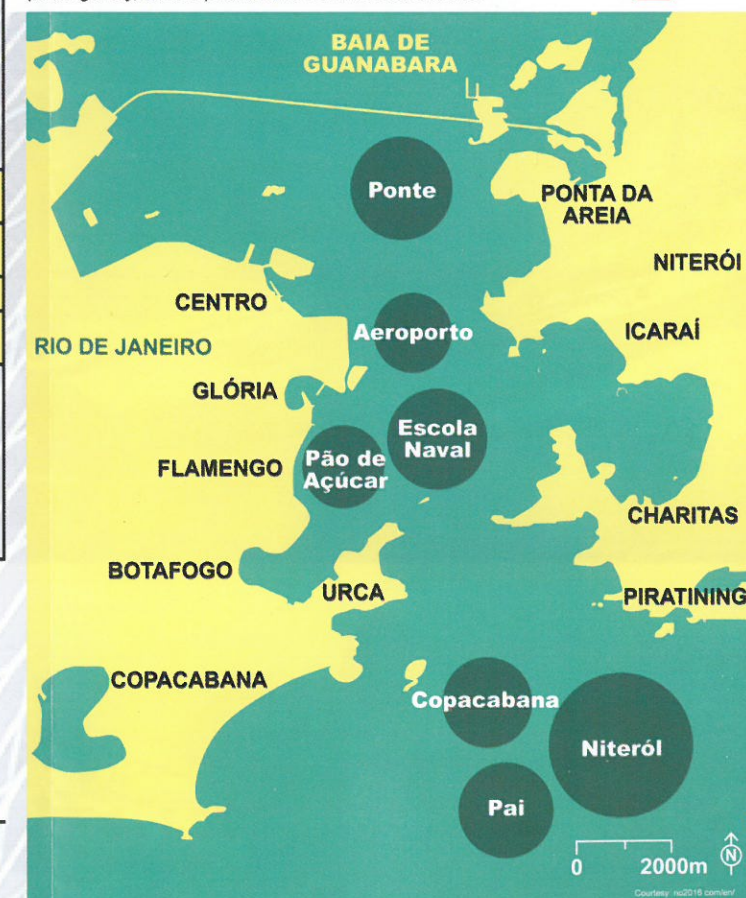 BAIA DE
GUANABARA
Ponte
PONTA DA
AREIA
NITERÓI
CENTRO
Aeroporto
ICARAÍ
RIO DE JANEIRO
GLÓRIA
Escola
Naval
FLAMENGO
Pão de
Açúcar
CHARITAS
BOTAFOGO
URCA
PIRATINING
COPACABANA
Copacabana
Niteról
Pai
0 2000m
N
Courtesy: